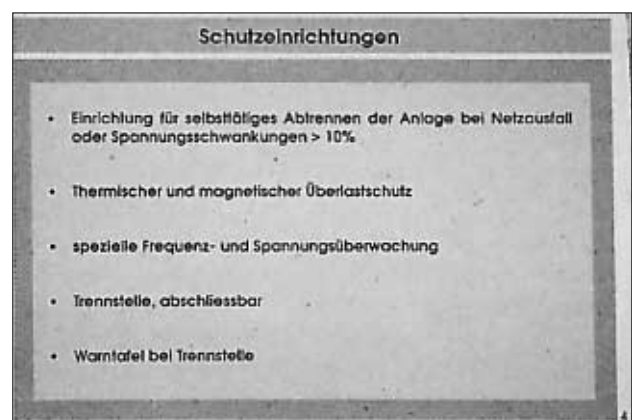 Schutzeinrichtungen
• Einrichtung für selbsttätiges Abtrennen der Anlage bei Netzausfall
oder Spannungsschwankungen > 10%
• Thermischer und magnetischer Überlastschutz
• spezielle Frequenz- und Spannungsüberwachung
• Trennstelle, abschliessbar
• Warntafel bei Trennstelle